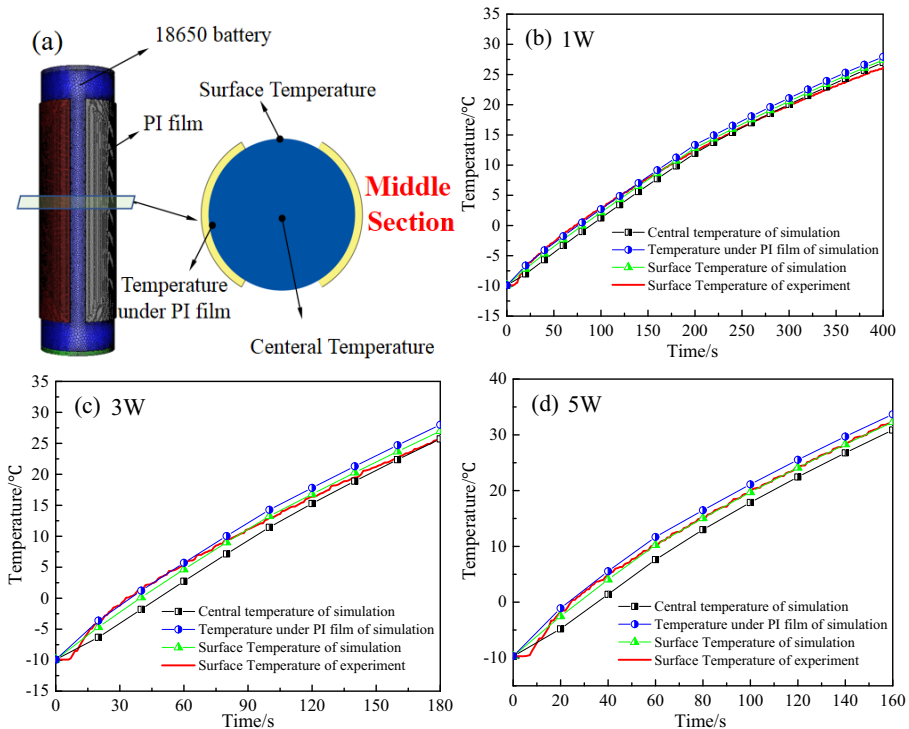 (a)
18650 battery
PI film
Surface Temperature
Middle
Section
Temperature
under PI film
Centeral Temperature
(b) 1W
Temperature/°C
35
30
25
20
15
10
5
0
-5
-10
-15
Central temperature of simulation
Temperature under PI film of simulation
Surface Temperature of simulation
Surface Temperature of experiment
0 50 100 150 200 250 300 350 400
Time/s
(c) 3W
Temperature/°C
35
30
25
20
15
10
5
0
-5
-10
-15
Central temperature of simulation
Temperature under PI film of simulation
Surface Temperature of simulation
Surface Temperature of experiment
0 30 60 90 120 150 180
Time/s
(d) 5W
Temperature/°C
40
30
20
10
0
-10
Central temperature of simulation
Temperature under PI film of simulation
Surface Temperature of simulation
Surface Temperature of experiment
0 20 40 60 80 100 120 140 160
Time/s